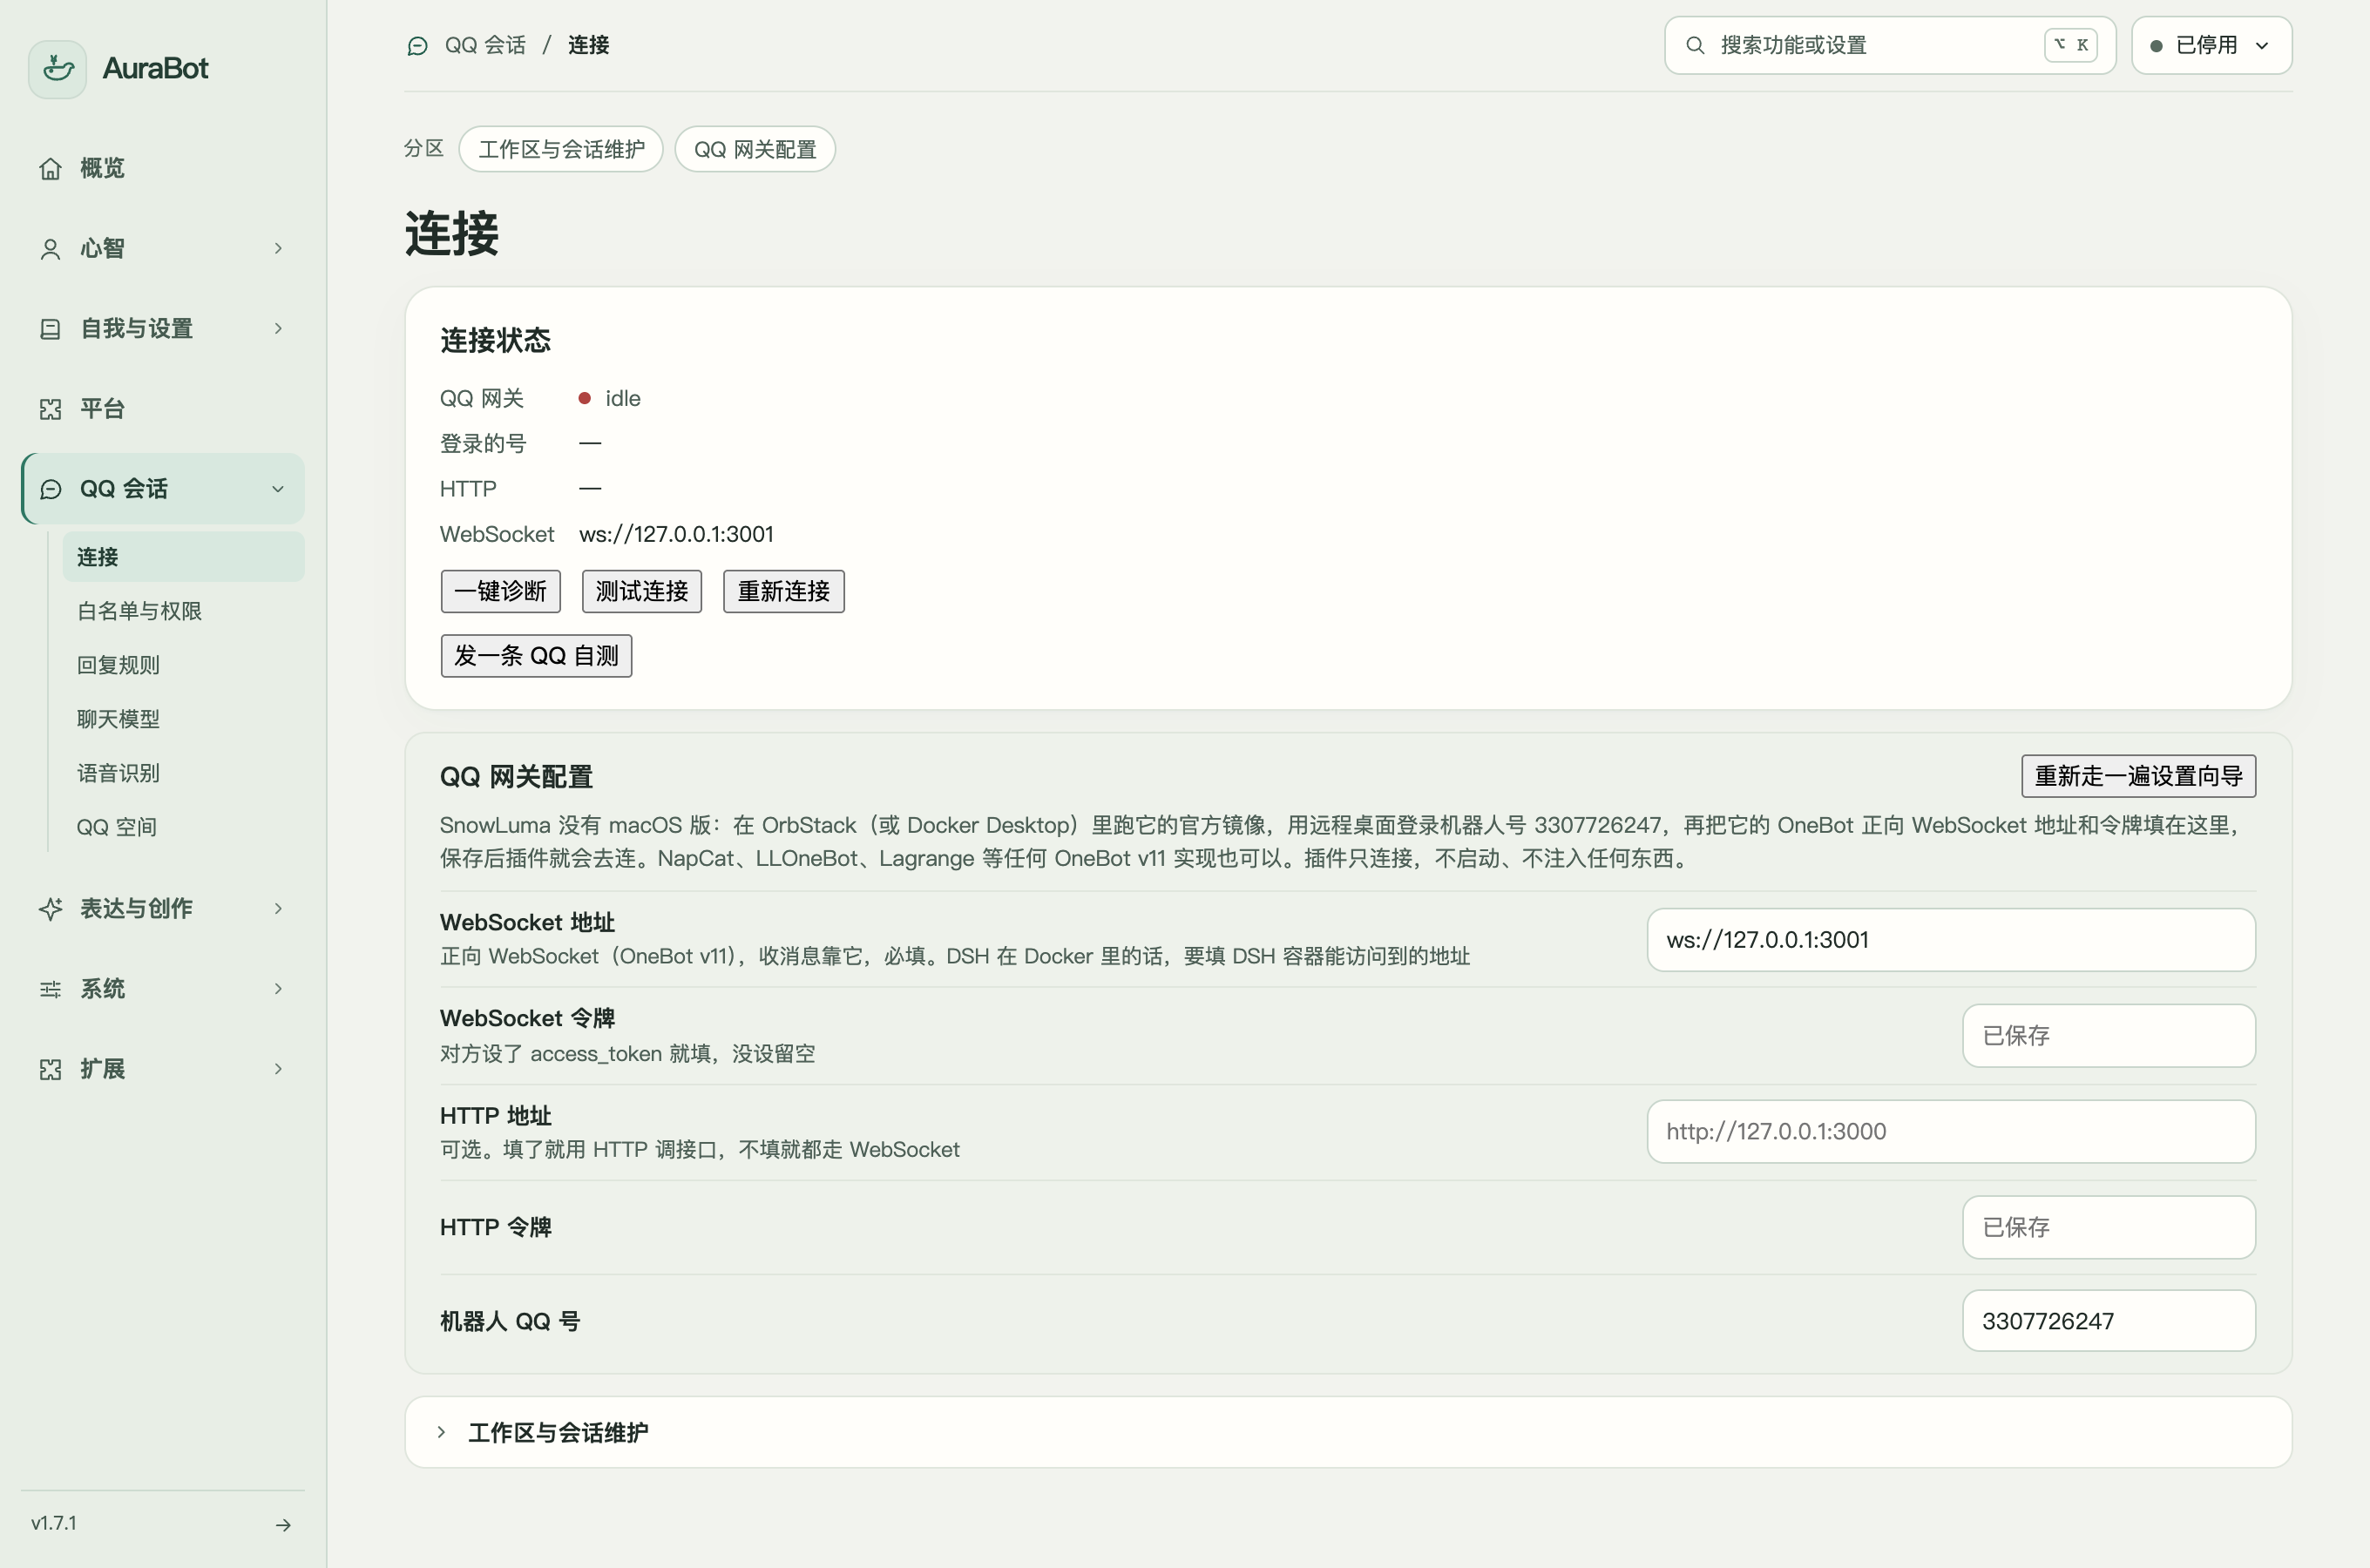 AuraBot
概览
心智
自我与设置
平台
QQ 会话
连接
白名单与权限
回复规则
聊天模型
语音识别
QQ 空间
表达与创作
系统
扩展
v1.7.1
QQ 会话 / 连接
搜索功能或设置
⌥ K
已停用
分区
工作区与会话维护
QQ 网关配置
连接
连接状态
QQ 网关 idle
登录的号 —
HTTP —
WebSocket ws://127.0.0.1:3001
一键诊断 测试连接 重新连接
发一条 QQ 自测
QQ 网关配置
重新走一遍设置向导
SnowLuma 没有 macOS 版：在 OrbStack（或 Docker Desktop）里跑它的官方镜像，用远程桌面登录机器人号 3307726247，再把它的 OneBot 正向 WebSocket 地址和令牌填在这里，
保存后插件就会去连。NapCat、LLOneBot、Lagrange 等任何 OneBot v11 实现也可以。插件只连接，不启动、不注入任何东西。
WebSocket 地址
正向 WebSocket（OneBot v11），收消息靠它，必填。DSH 在 Docker 里的话，要填 DSH 容器能访问到的地址
ws://127.0.0.1:3001
WebSocket 令牌
对方设了 access_token 就填，没设留空
已保存
HTTP 地址
可选。填了就用 HTTP 调接口，不填就都走 WebSocket
http://127.0.0.1:3000
HTTP 令牌
已保存
机器人 QQ 号
3307726247
工作区与会话维护